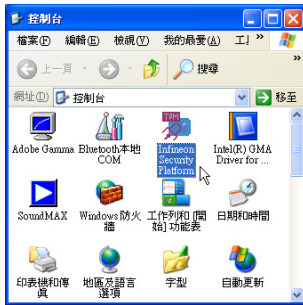 控制台
檔案(F) 編輯(E) 檢視(V) 我的最愛(A) 工 »
上一頁 搜尋 »
網址(D) 控制台 移至
TPM
Adobe Gamma Bluetooth本地 Infineon Intel(R) GMA
COM Security Driver for ...
Platform
SoundMAX Windows 防火 工作列和 [開 日期和時間
牆 始] 功能表
印表機和傳 地區及語言 字型 自動更新
真 選項